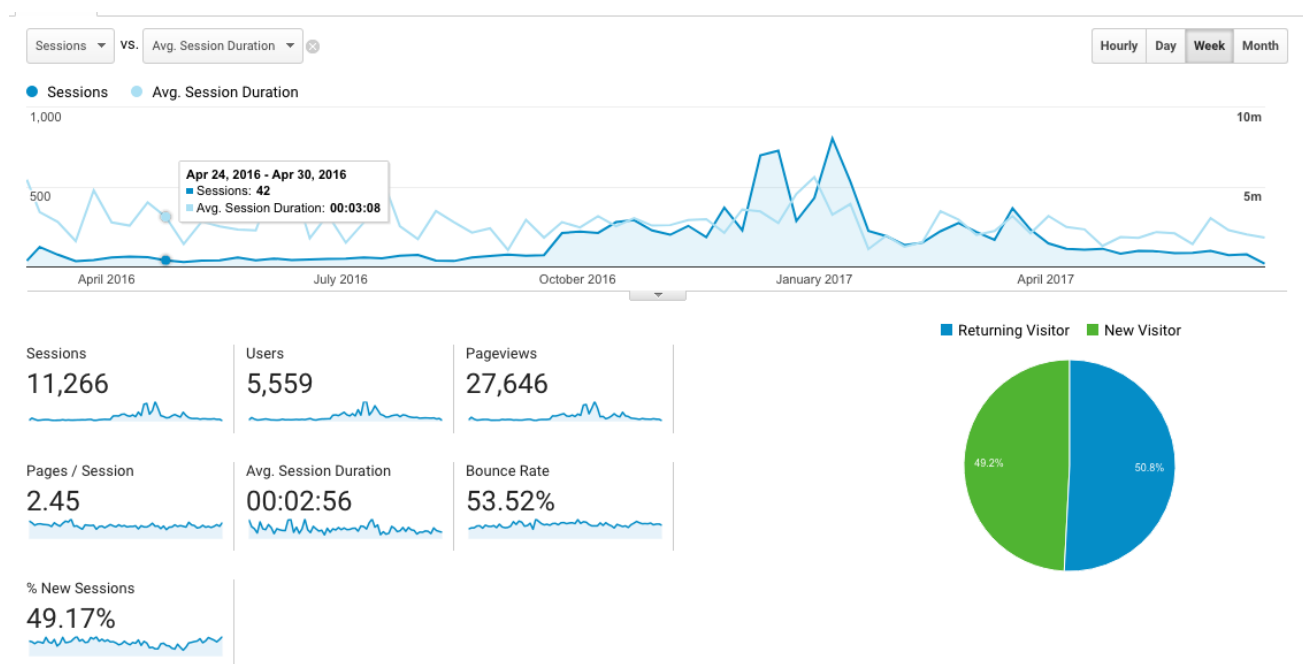 Sessions VS. Avg. Session Duration Hourly Day Week Month
Sessions Avg. Session Duration
1,000 10m
Apr 24, 2016 - Apr 30, 2016
Sessions: 42
Avg. Session Duration: 00:03:08
500 5m
April 2016 July 2016 October 2016 January 2017 April 2017
Returning Visitor New Visitor
Sessions Users Pageviews
11,266 5,559 27,646
49.2% 50.8%
Pages / Session Avg. Session Duration Bounce Rate
2.45 00:02:56 53.52%
% New Sessions
49.17%